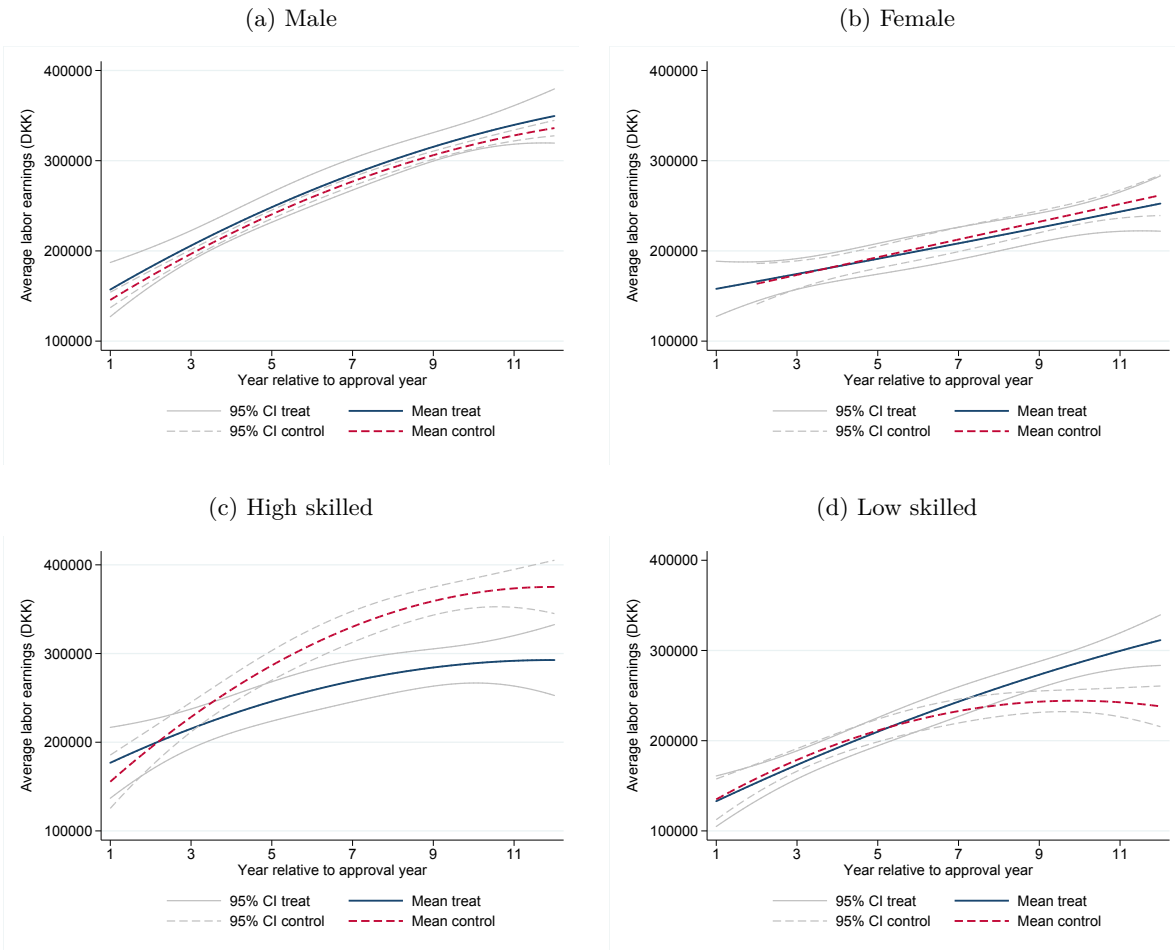 (a) Male
400000
300000
200000
100000
Average labor earnings (DKK)
1 3 5 7 9 11
Year relative to approval year
95% CI treat Mean treat
95% CI control Mean control
(b) Female
400000
300000
200000
100000
Average labor earnings (DKK)
1 3 5 7 9 11
Year relative to approval year
95% CI treat Mean treat
95% CI control Mean control
(c) High skilled
400000
300000
200000
100000
Average labor earnings (DKK)
1 3 5 7 9 11
Year relative to approval year
95% CI treat Mean treat
95% CI control Mean control
(d) Low skilled
400000
300000
200000
100000
Average labor earnings (DKK)
1 3 5 7 9 11
Year relative to approval year
95% CI treat Mean treat
95% CI control Mean control